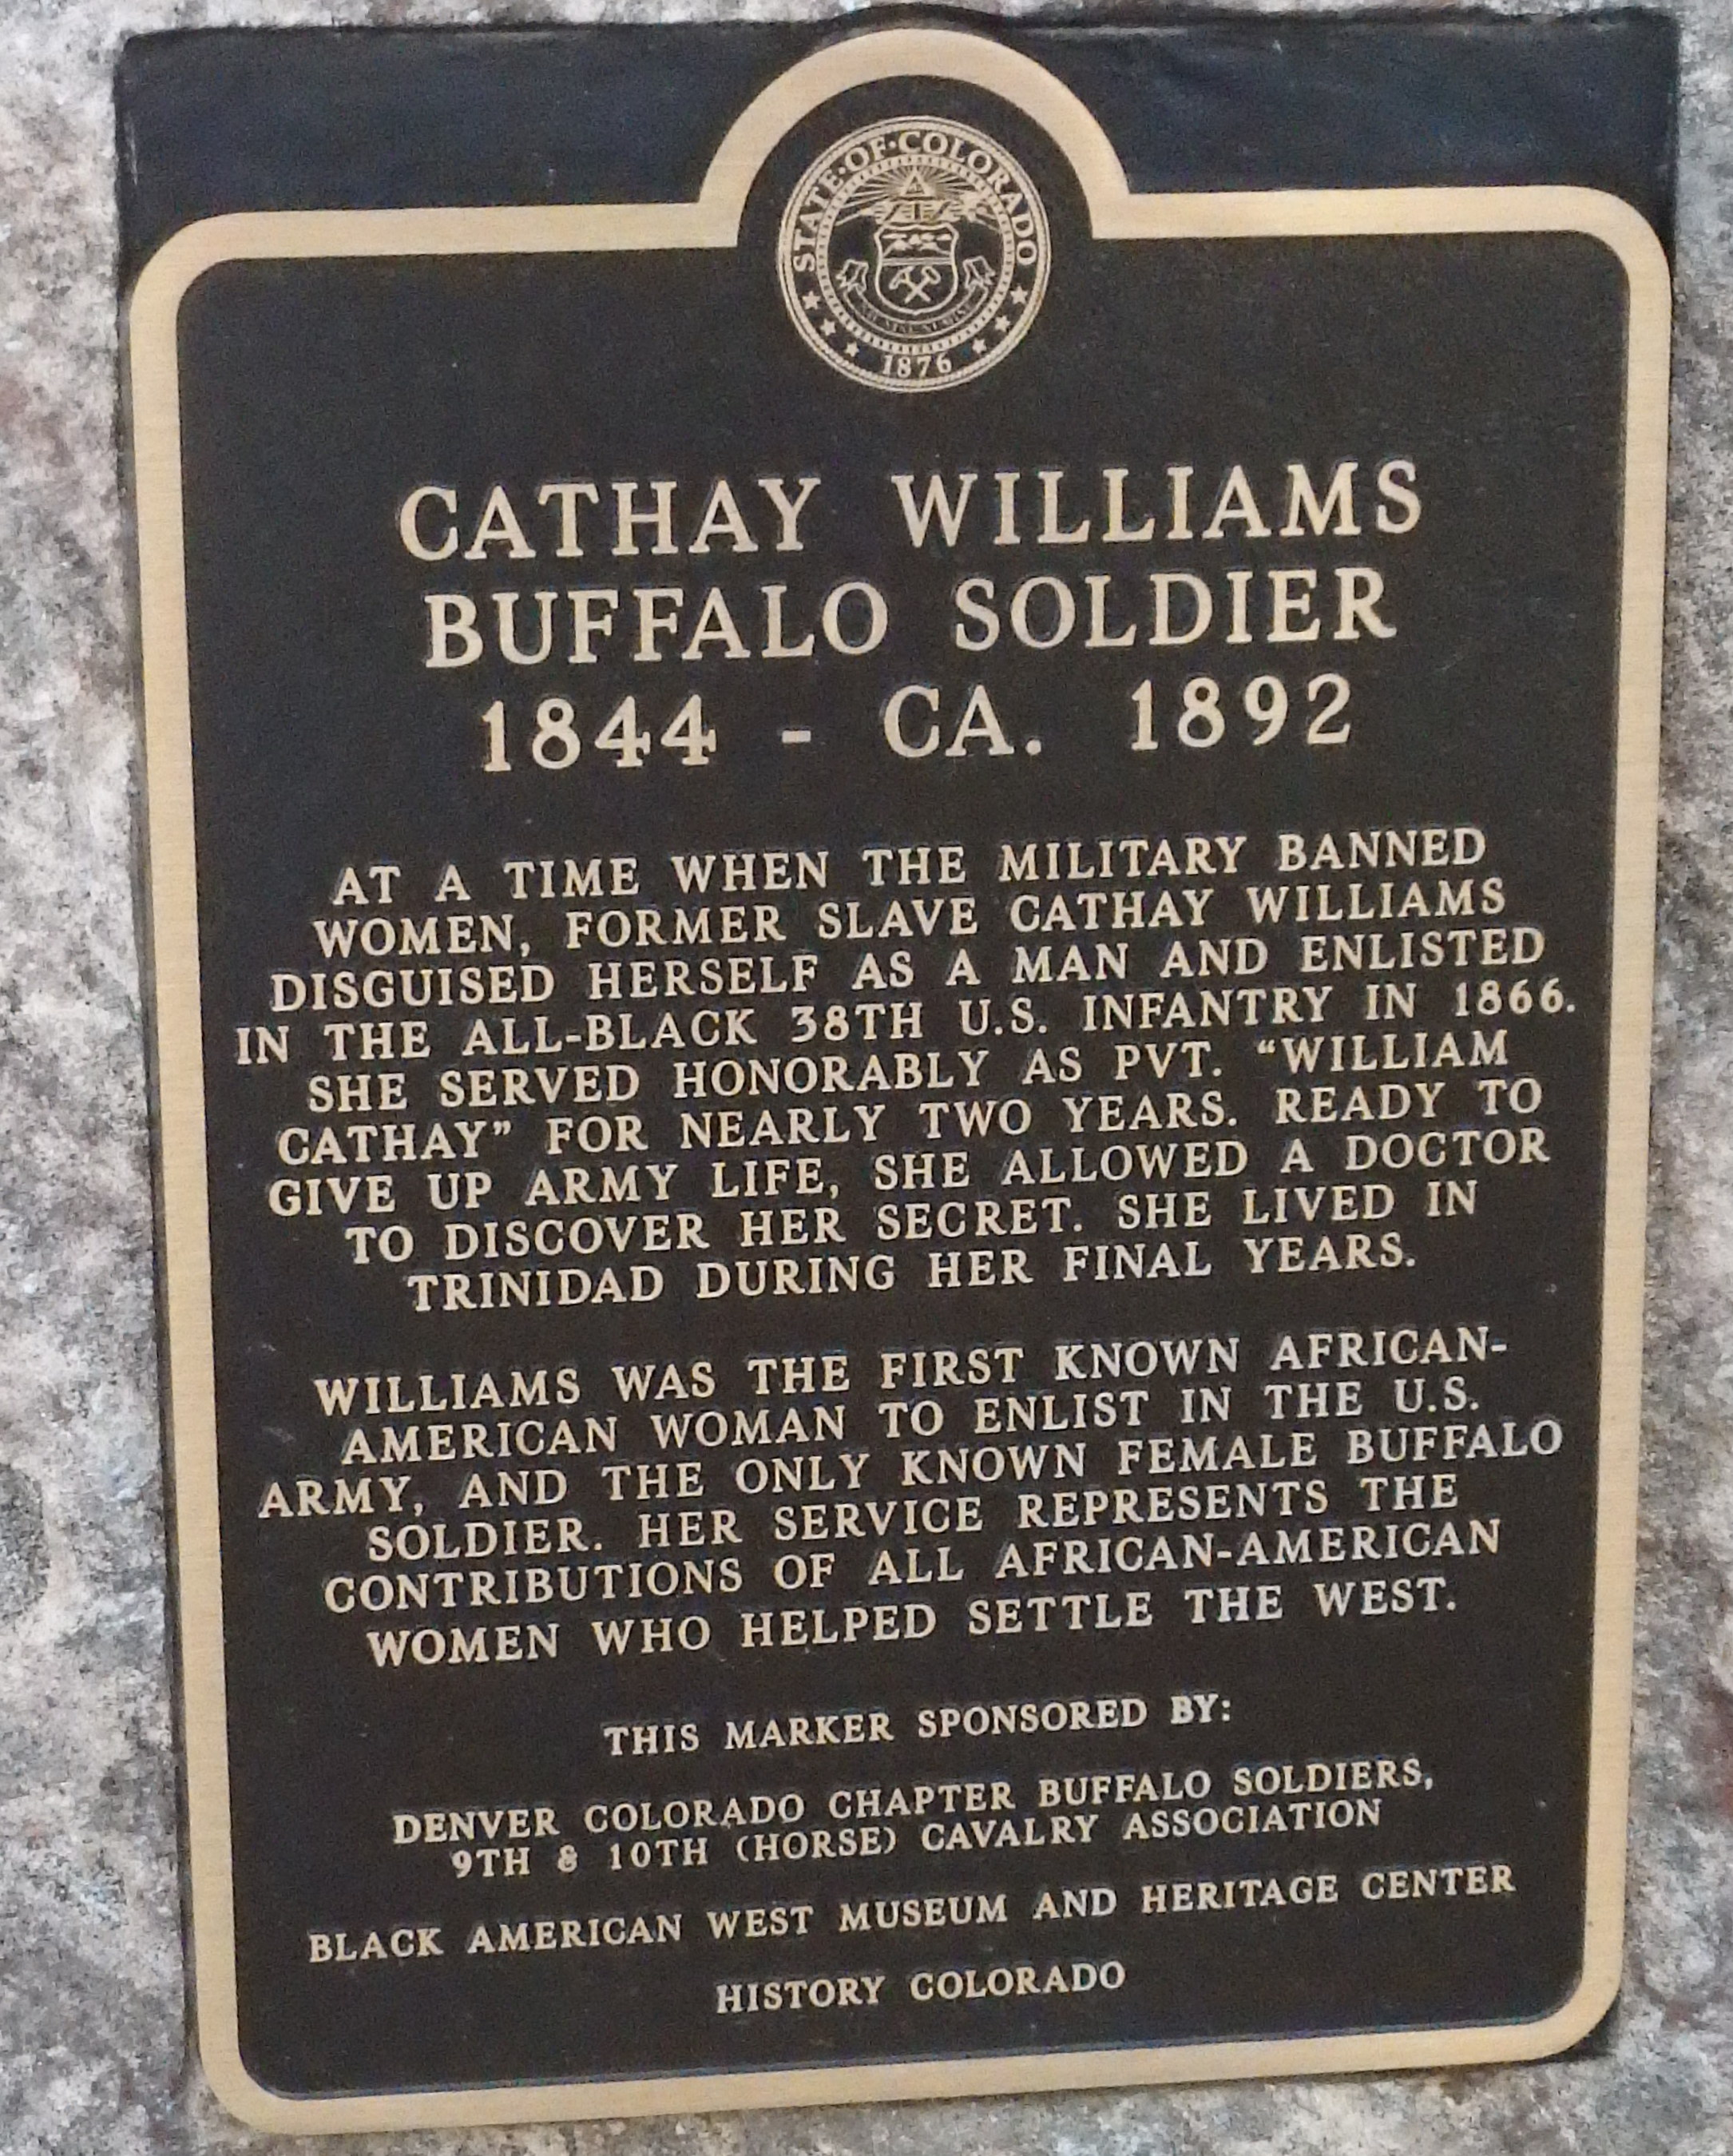 STATE·OF·COLORADO
1876
CATHAY WILLIAMS
BUFFALO SOLDIER
1844 - CA. 1892
AT A TIME WHEN THE MILITARY BANNED
WOMEN, FORMER SLAVE CATHAY WILLIAMS
DISGUISED HERSELF AS A MAN AND ENLISTED
IN THE ALL-BLACK 38TH U.S. INFANTRY IN 1866.
SHE SERVED HONORABLY AS PVT. “WILLIAM
CATHAY” FOR NEARLY TWO YEARS. READY TO
GIVE UP ARMY LIFE, SHE ALLOWED A DOCTOR
TO DISCOVER HER SECRET. SHE LIVED IN
TRINIDAD DURING HER FINAL YEARS.
WILLIAMS WAS THE FIRST KNOWN AFRICAN-
AMERICAN WOMAN TO ENLIST IN THE U.S.
ARMY, AND THE ONLY KNOWN FEMALE BUFFALO
SOLDIER. HER SERVICE REPRESENTS THE
CONTRIBUTIONS OF ALL AFRICAN-AMERICAN
WOMEN WHO HELPED SETTLE THE WEST.
THIS MARKER SPONSORED BY:
DENVER COLORADO CHAPTER BUFFALO SOLDIERS,
9TH & 10TH (HORSE) CAVALRY ASSOCIATION
BLACK AMERICAN WEST MUSEUM AND HERITAGE CENTER
HISTORY COLORADO